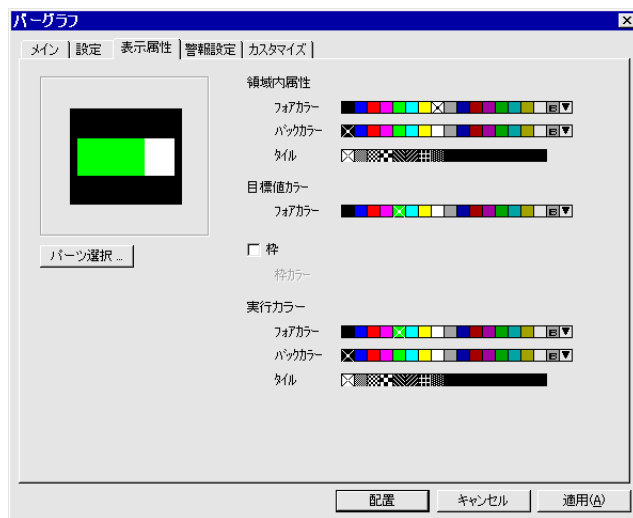 バーグラフ
メイン 設定 表示属性 警報設定 カスタマイズ
領域内属性
フォアカラー
バックカラー
タイル
目標値カラー
フォアカラー
パーツ選択...
枠
枠カラー
実行カラー
フォアカラー
バックカラー
タイル
配置 キャンセル 適用(A)